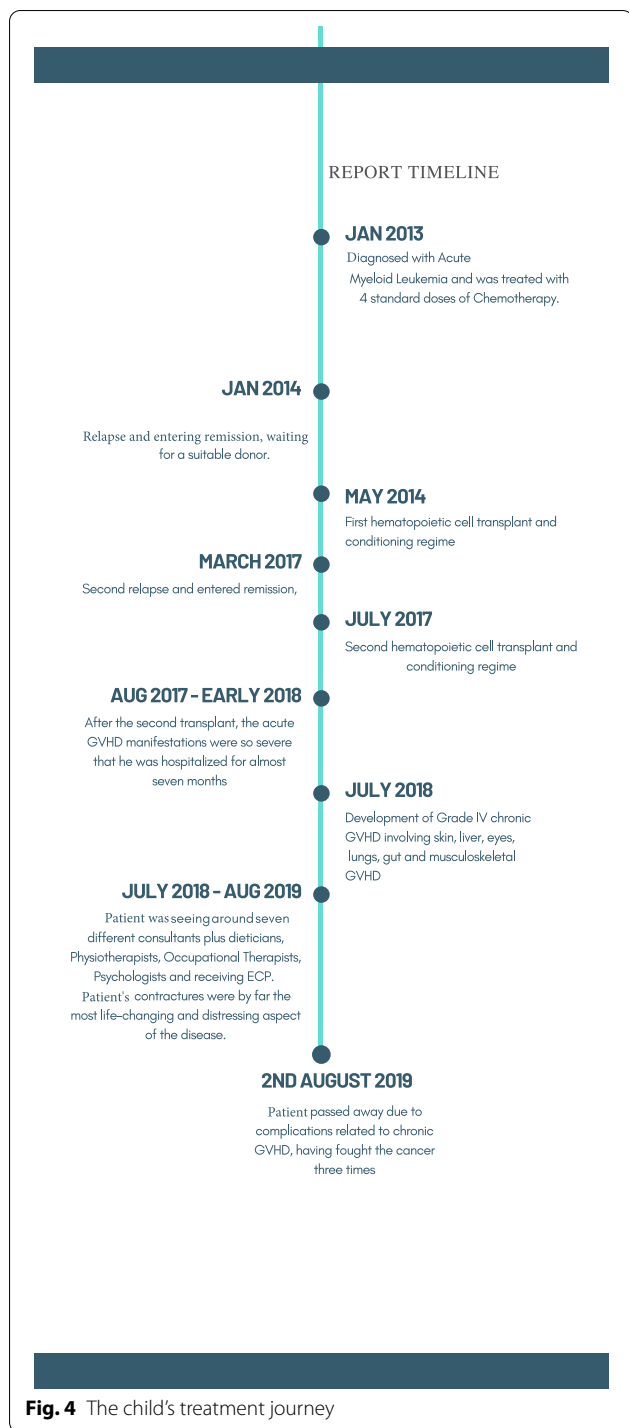 REPORT TIMELINE
JAN 2013
Diagnosed with Acute
Myeloid Leukemia and was treated with
4 standard doses of Chemotherapy.
JAN 2014
Relapse and entering remission, waiting
for a suitable donor.
MAY 2014
First hematopoietic cell transplant and
conditioning regime
MARCH 2017
Second relapse and entered remission,
JULY 2017
Second hematopoietic cell transplant and
conditioning regime
AUG 2017 - EARLY 2018
After the second transplant, the acute
GVHD manifestations were so severe
that he was hospitalized for almost
seven months
JULY 2018
Development of Grade IV chronic
GVHD involving skin, liver, eyes,
lungs, gut and musculoskeletal
GVHD
JULY 2018 - AUG 2019
Patient was seeing around seven
different consultants plus dieticians,
Physiotherapists, Occupational Therapists,
Psychologists and receiving ECP.
Patient's contractures were by far the
most life-changing and distressing aspect
of the disease.
2ND AUGUST 2019
Patient passed away due to
complications related to chronic
GVHD, having fought the cancer
three times
Fig. 4 The child's treatment journey